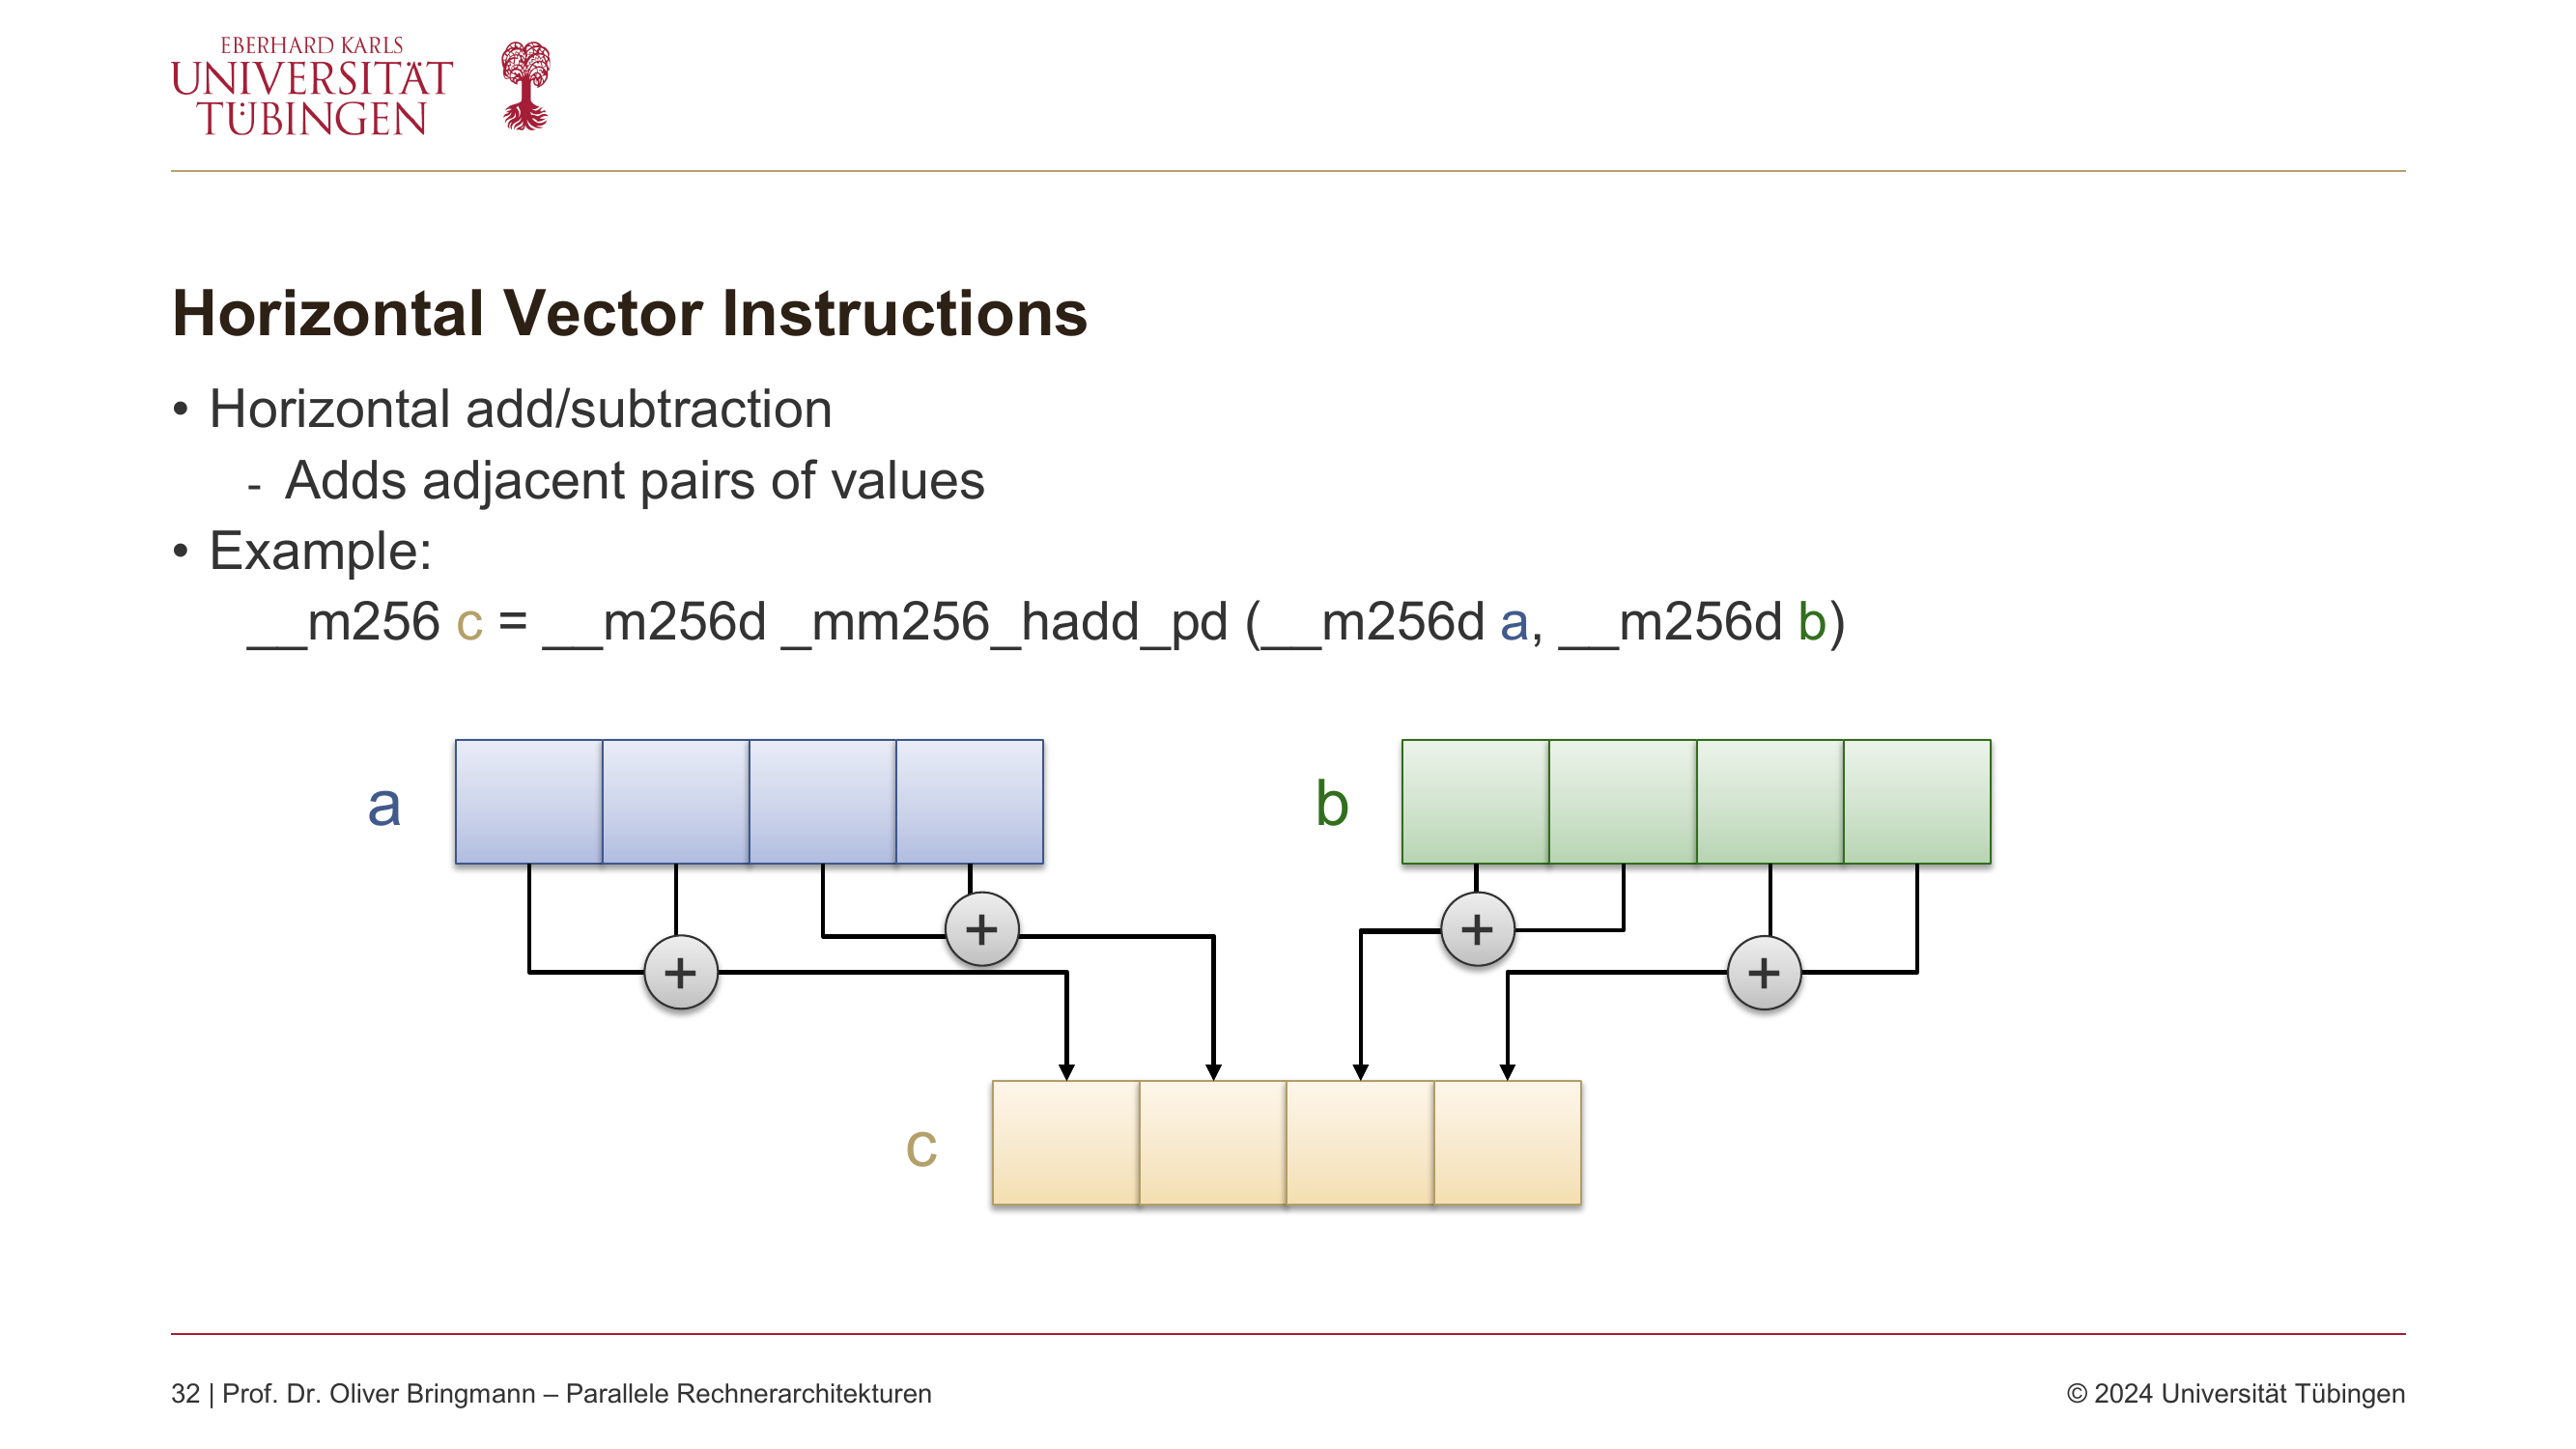 EBERHARD KARLS
UNIVERSITÄT
TÜBINGEN
Horizontal Vector Instructions
• Horizontal add/subtraction
- Adds adjacent pairs of values
• Example:
__m256 c = __m256d _mm256_hadd_pd (__m256d a, __m256d b)
a
b
+
+
+
+
c
32 | Prof. Dr. Oliver Bringmann – Parallele Rechnerarchitekturen
© 2024 Universität Tübingen